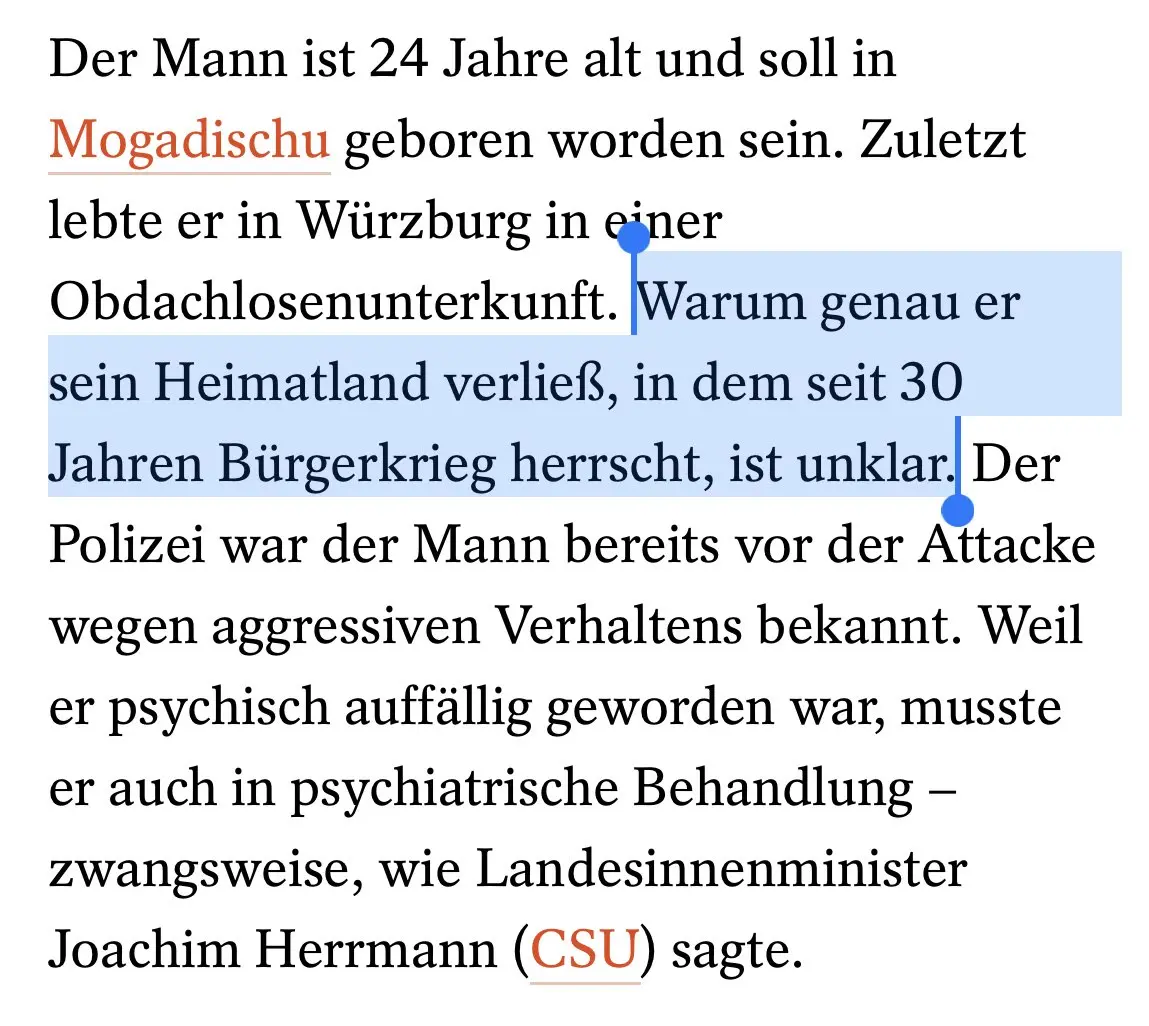 Der Mann ist 24 Jahre alt und soll in
Mogadischu geboren worden sein. Zuletzt
lebte er in Würzburg in einer
Obdachlosenunterkunft. Warum genau er
sein Heimatland verließ, in dem seit 30
Jahren Bürgerkrieg herrscht, ist unklar. Der
Polizei war der Mann bereits vor der Attacke
wegen aggressiven Verhaltens bekannt. Weil
er psychisch auffällig geworden war, musste
er auch in psychiatrische Behandlung –
zwangsweise, wie Landesinnenminister
Joachim Herrmann (CSU) sagte.